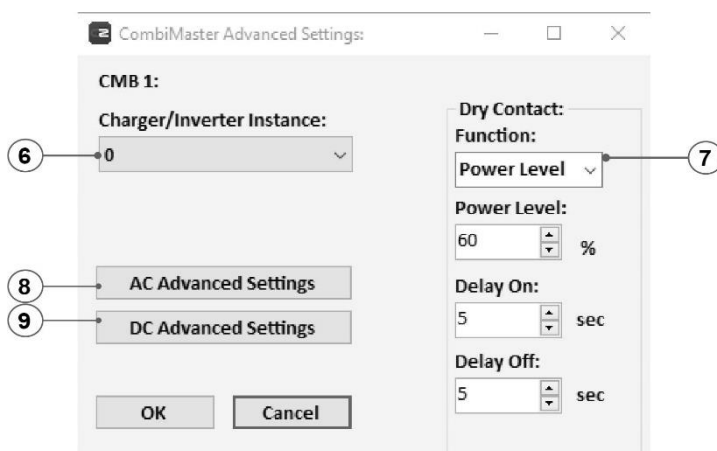 CombiMaster Advanced Settings:
CMB 1:
Charger/Inverter Instance:
6
0
8
AC Advanced Settings
9
DC Advanced Settings
OK
Cancel
Dry Contact:
Function:
7
Power Level
Power Level:
60
%
Delay On:
5
sec
Delay Off:
5
sec